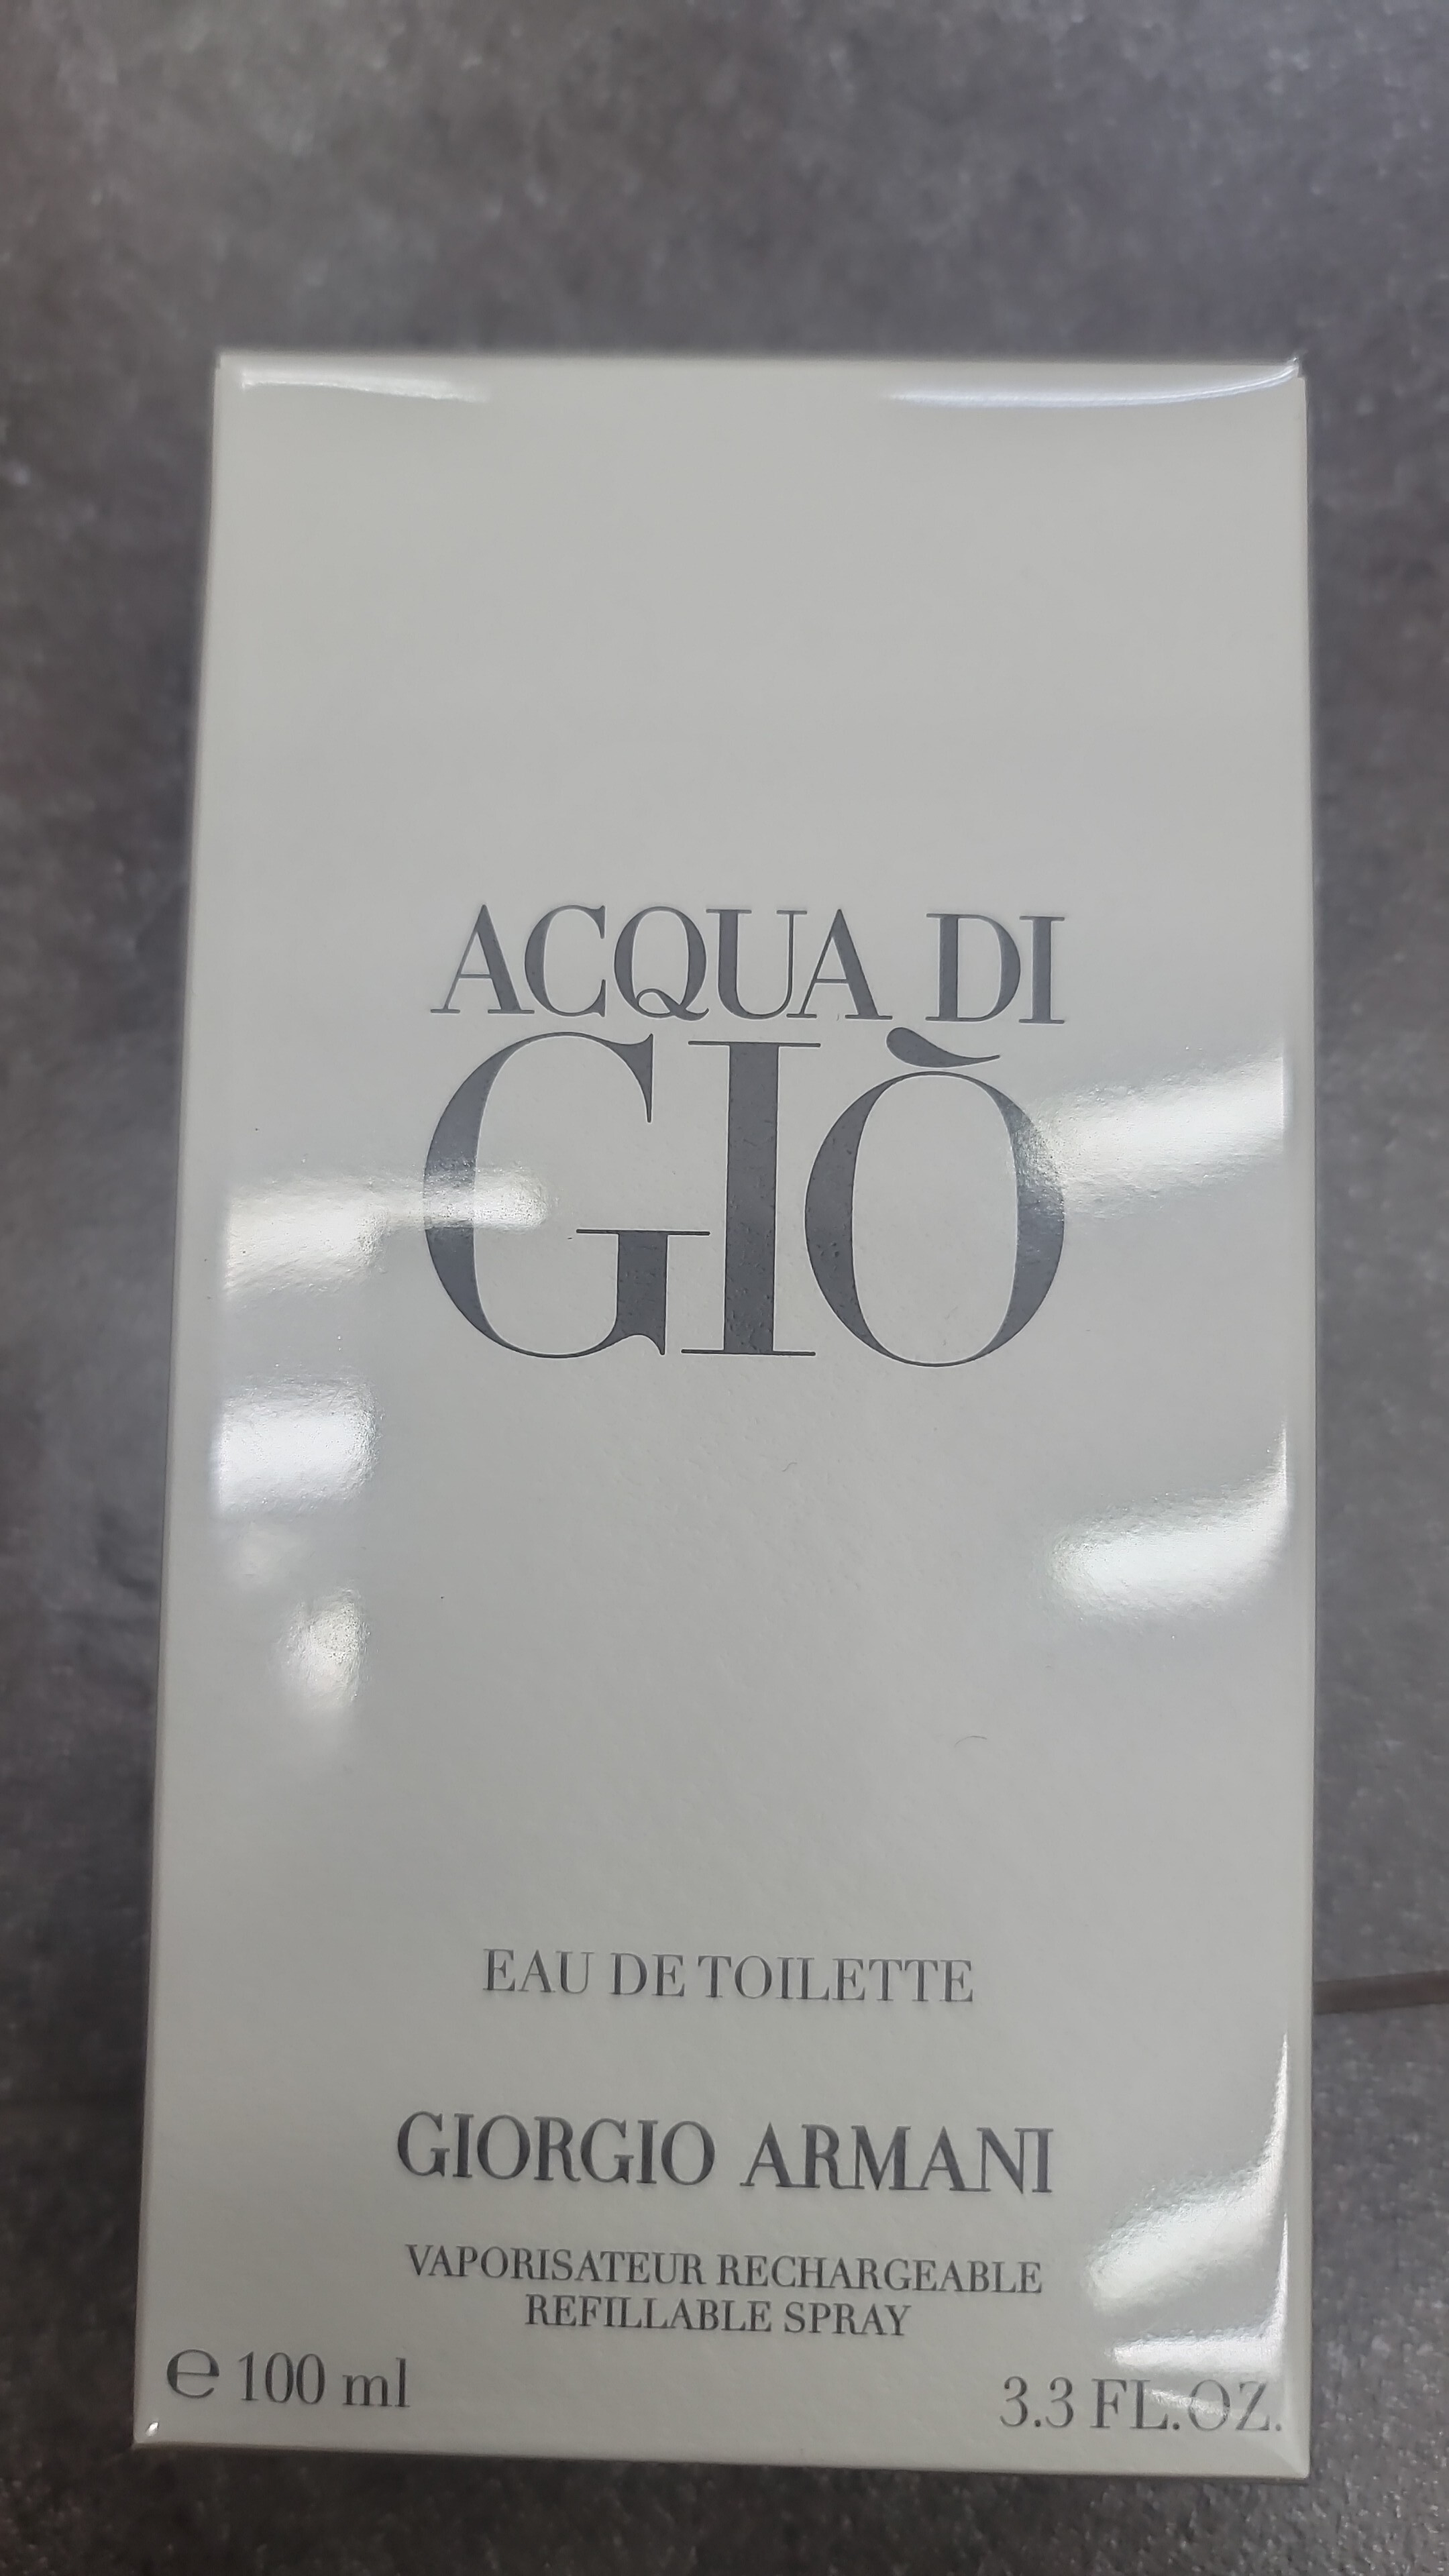 ACQUA DI
GIÒ
EAU DE TOILETTE
GIORGIO ARMANI
VAPORISATEUR RECHARGEABLE
REFILLABLE SPRAY
℮ 100 ml
3.3 FL.OZ.